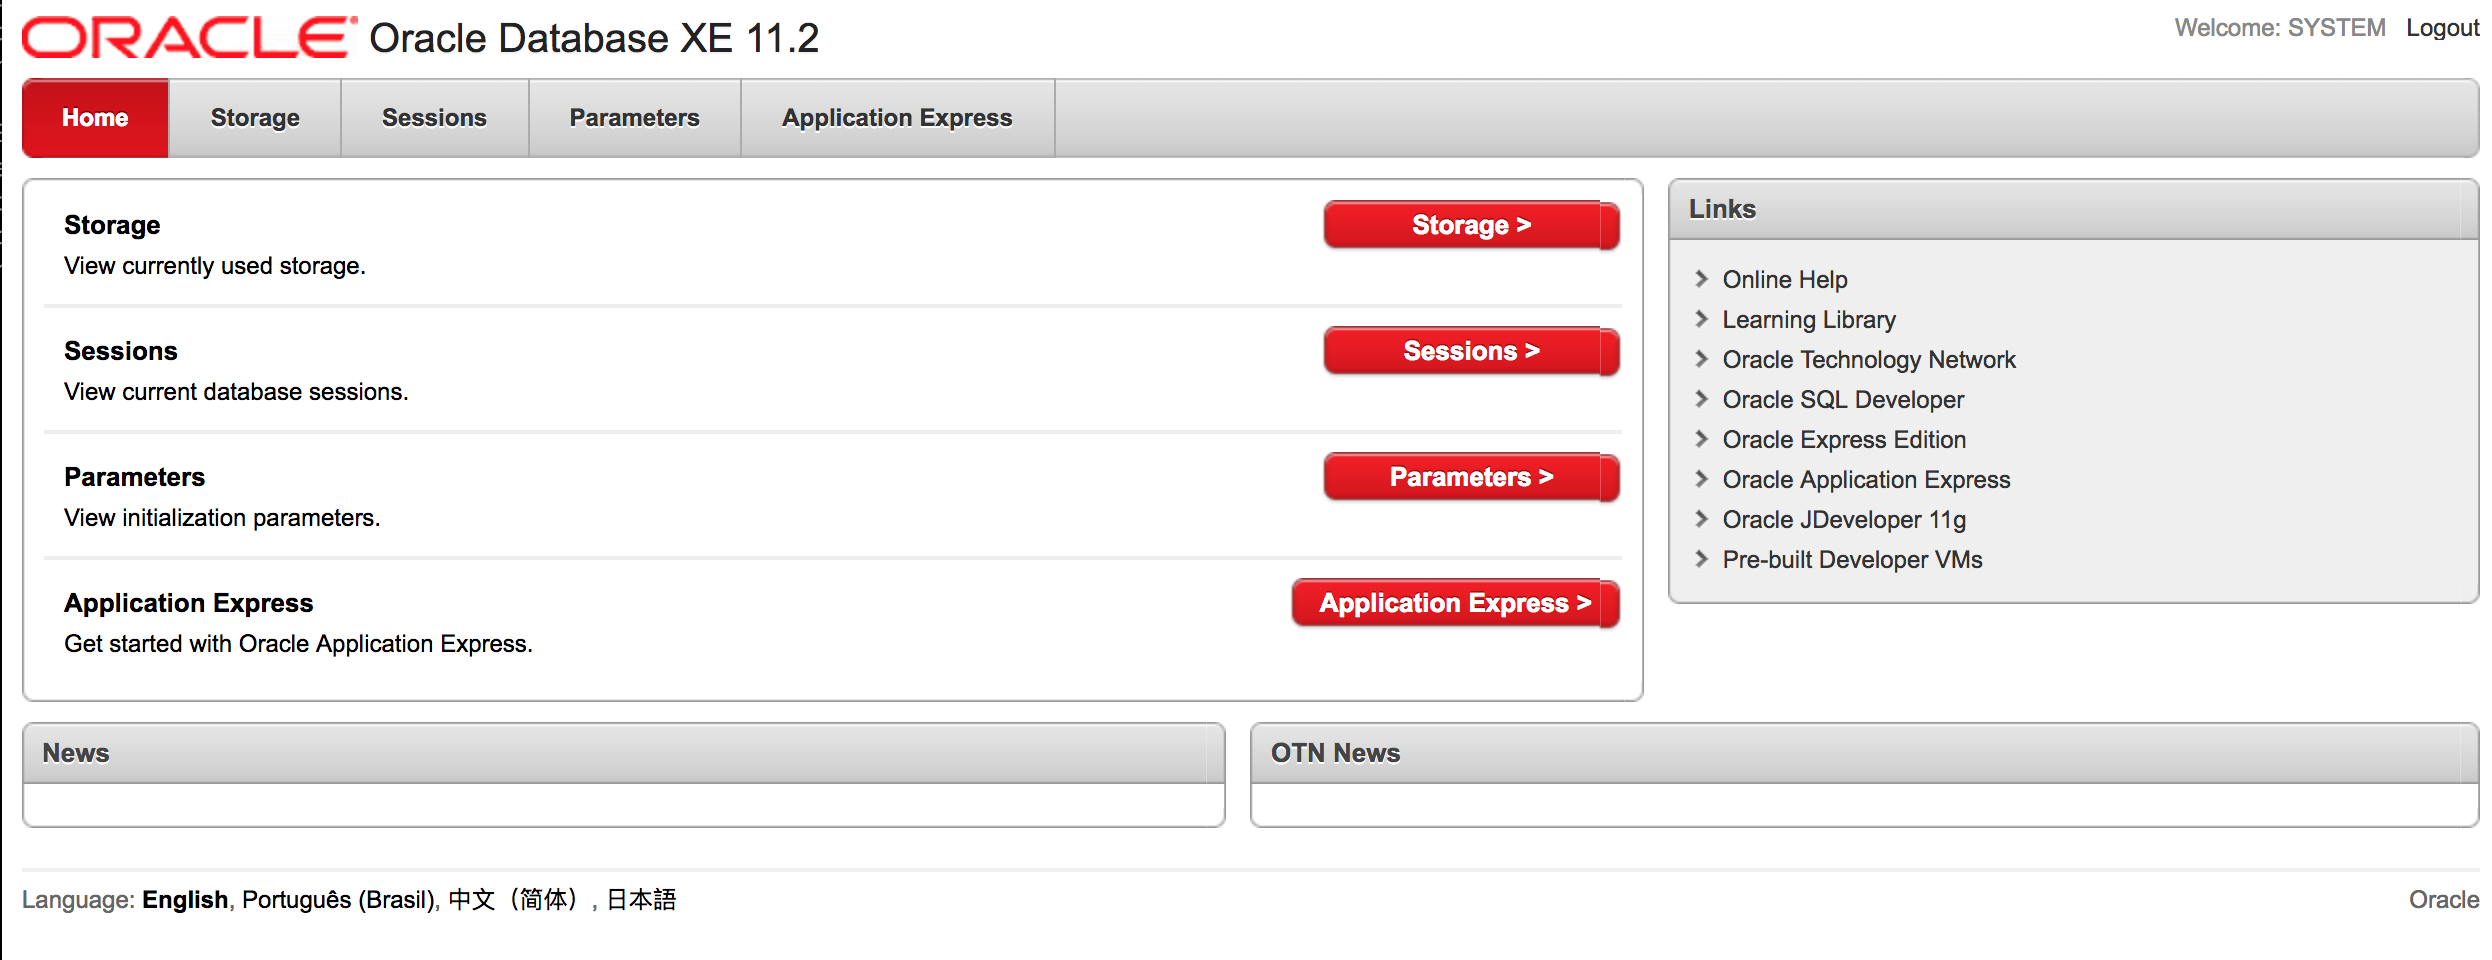 ORACLE Oracle Database XE 11.2
Welcome: SYSTEM Logout
Home Storage Sessions Parameters Application Express
Storage
View currently used storage.
Storage >
Sessions
View current database sessions.
Sessions >
Parameters
View initialization parameters.
Parameters >
Application Express
Get started with Oracle Application Express.
Application Express >
Links
Online Help
Learning Library
Oracle Technology Network
Oracle SQL Developer
Oracle Express Edition
Oracle Application Express
Oracle JDeveloper 11g
Pre-built Developer VMs
News
OTN News
Language: English, Português (Brasil), 中文（简体）, 日本語
Oracle